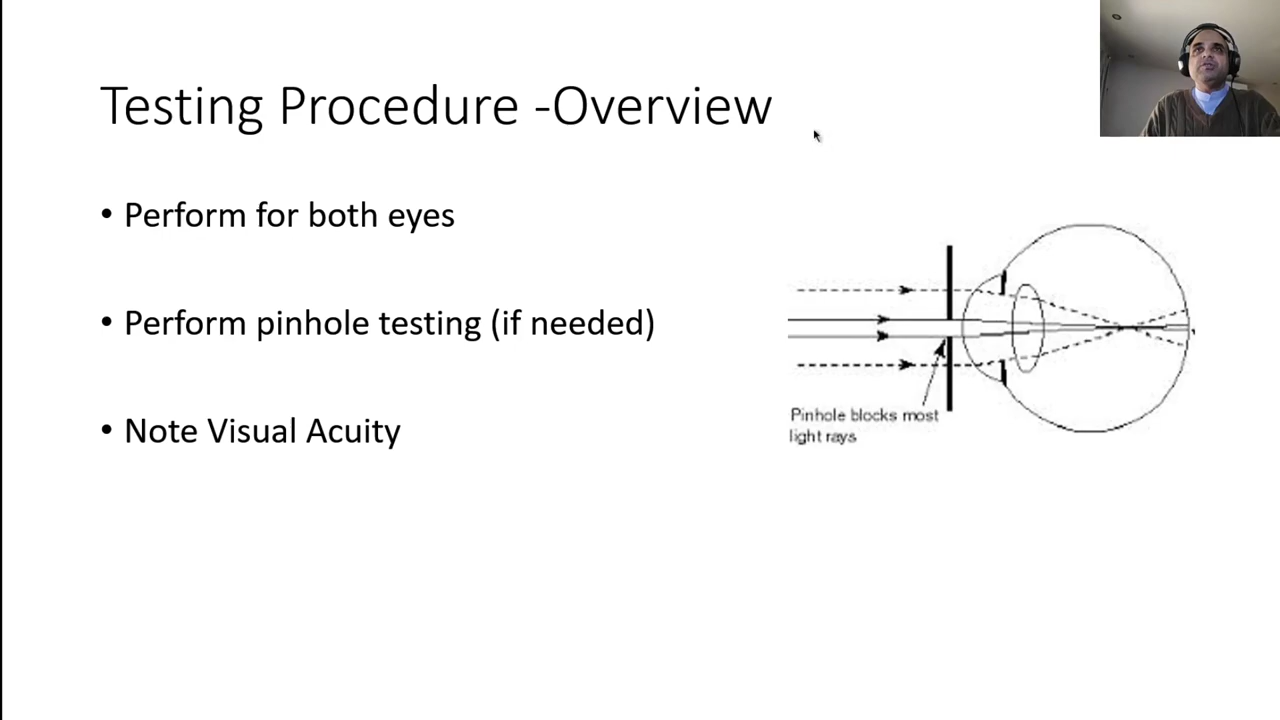 Testing Procedure -Overview
• Perform for both eyes
• Perform pinhole testing (if needed)
• Note Visual Acuity
Pinhole blocks most
light rays